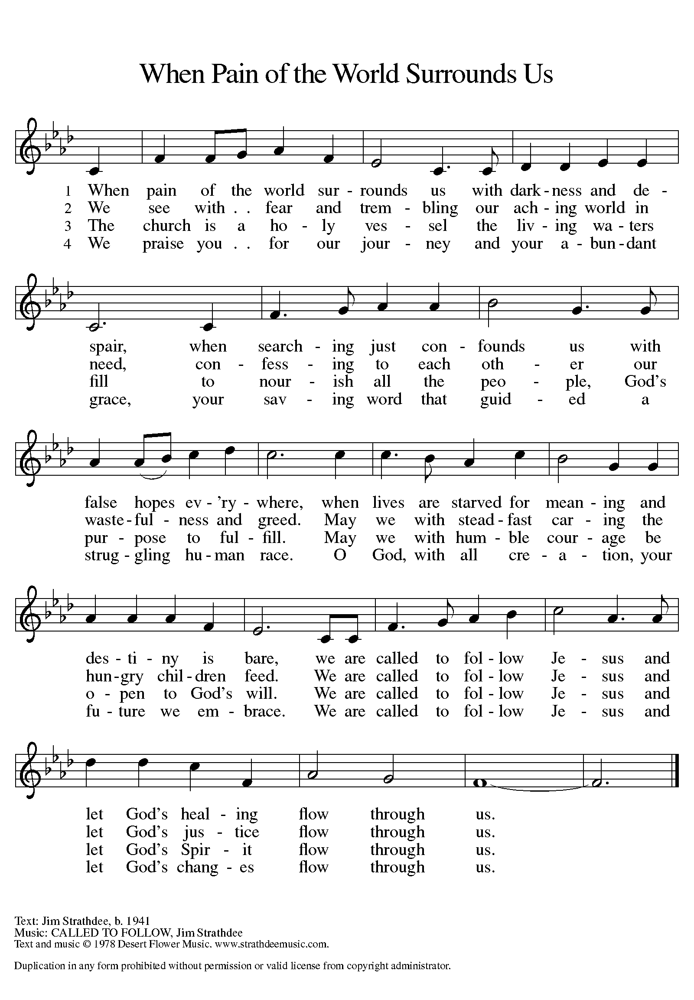 When Pain of the World Surrounds Us
1 When pain of the world sur - rounds us with dark - ness and de -
2 We see with . . fear and trem - bling our ach - ing world in
3 The church is a ho - ly ves - sel the liv - ing wa - ters
4 We praise you . . for our jour - ney and your a - bun - dant
spair, when search - ing just con - founds us with
need, con - fess - ing to each oth - er our
fill to nour - ish all the peo - ple, God's
grace, your sav - ing word that guid - ed a
false hopes ev - 'ry - where, when lives are starved for mean - ing and
waste - ful - ness and greed. May we with stead - fast car - ing the
pur - pose to ful - fill. May we with hum - ble cour - age be
strug - gling hu - man race. O God, with all cre - a - tion, your
des - ti - ny is bare, we are called to fol - low Je - sus and
hun - gry chil - dren feed. We are called to fol - low Je - sus and
o - pen to God's will. We are called to fol - low Je - sus and
fu - ture we em - brace. We are called to fol - low Je - sus and
let God's heal - ing flow through us.
let God's jus - tice flow through us.
let God's Spir - it flow through us.
let God's chang - es flow through us.
Text: Jim Strathdee, b. 1941
Music: CALLED TO FOLLOW, Jim Strathdee
Text and music © 1978 Desert Flower Music. www.strathdeemusic.com.
Duplication in any form prohibited without permission or valid license from copyright administrator.